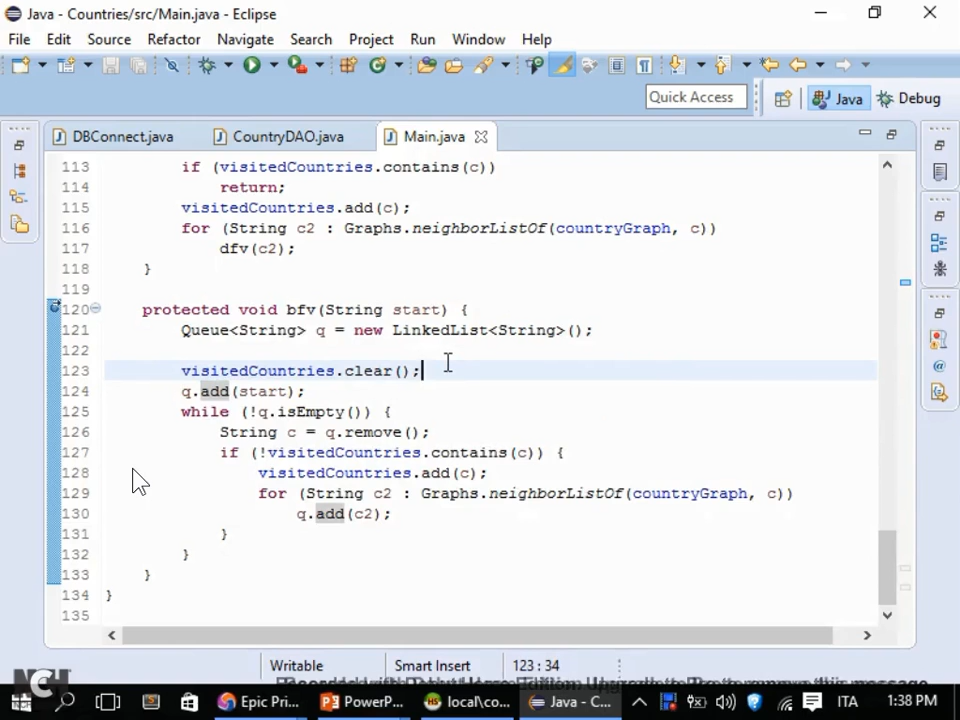 Java - Countries/src/Main.java - Eclipse
File Edit Source Refactor Navigate Search Project Run Window Help
Quick Access Java Debug
DBConnect.java CountryDAO.java Main.java
113 if (visitedCountries.contains(c))
114 return;
115 visitedCountries.add(c);
116 for (String c2 : Graphs.neighborListOf(countryGraph, c))
117 dfv(c2);
118 }
119
120 protected void bfv(String start) {
121 Queue<String> q = new LinkedList<String>();
122
123 visitedCountries.clear();
124 q.add(start);
125 while (!q.isEmpty()) {
126 String c = q.remove();
127 if (!visitedCountries.contains(c)) {
128 visitedCountries.add(c);
129 for (String c2 : Graphs.neighborListOf(countryGraph, c))
130 q.add(c2);
131 }
132 }
133 }
134 }
135
Writable Smart Insert 123 : 34
NCH
Epic Pri... PowerP... local\co... Java - C... ITA 1:38 PM